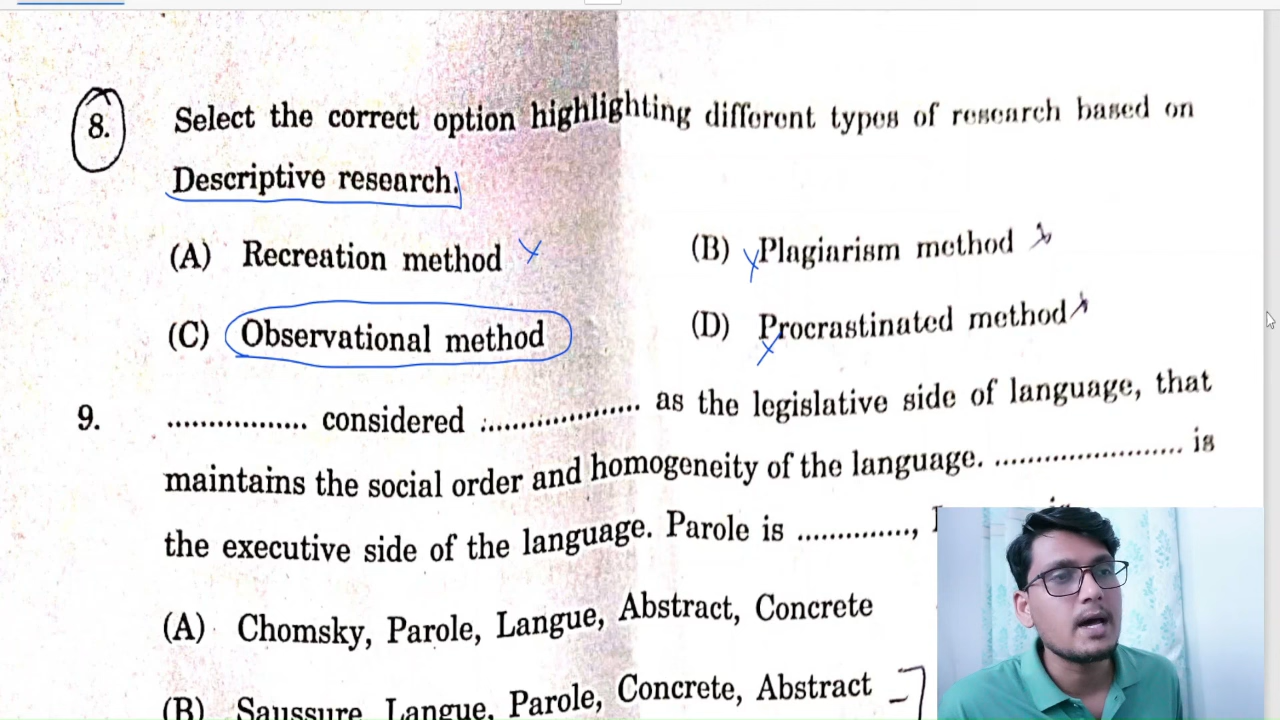 8. Select the correct option highlighting different types of research based on
Descriptive research.
(A) Recreation method (B) Plagiarism method
(C) Observational method (D) Procrastinated method
9. ................. considered .................... as the legislative side of language, that
maintains the social order and homogeneity of the language. ........................ is
the executive side of the language. Parole is ..............,
(A) Chomsky, Parole, Langue, Abstract, Concrete
(B) Saussure, Langue, Parole, Concrete, Abstract